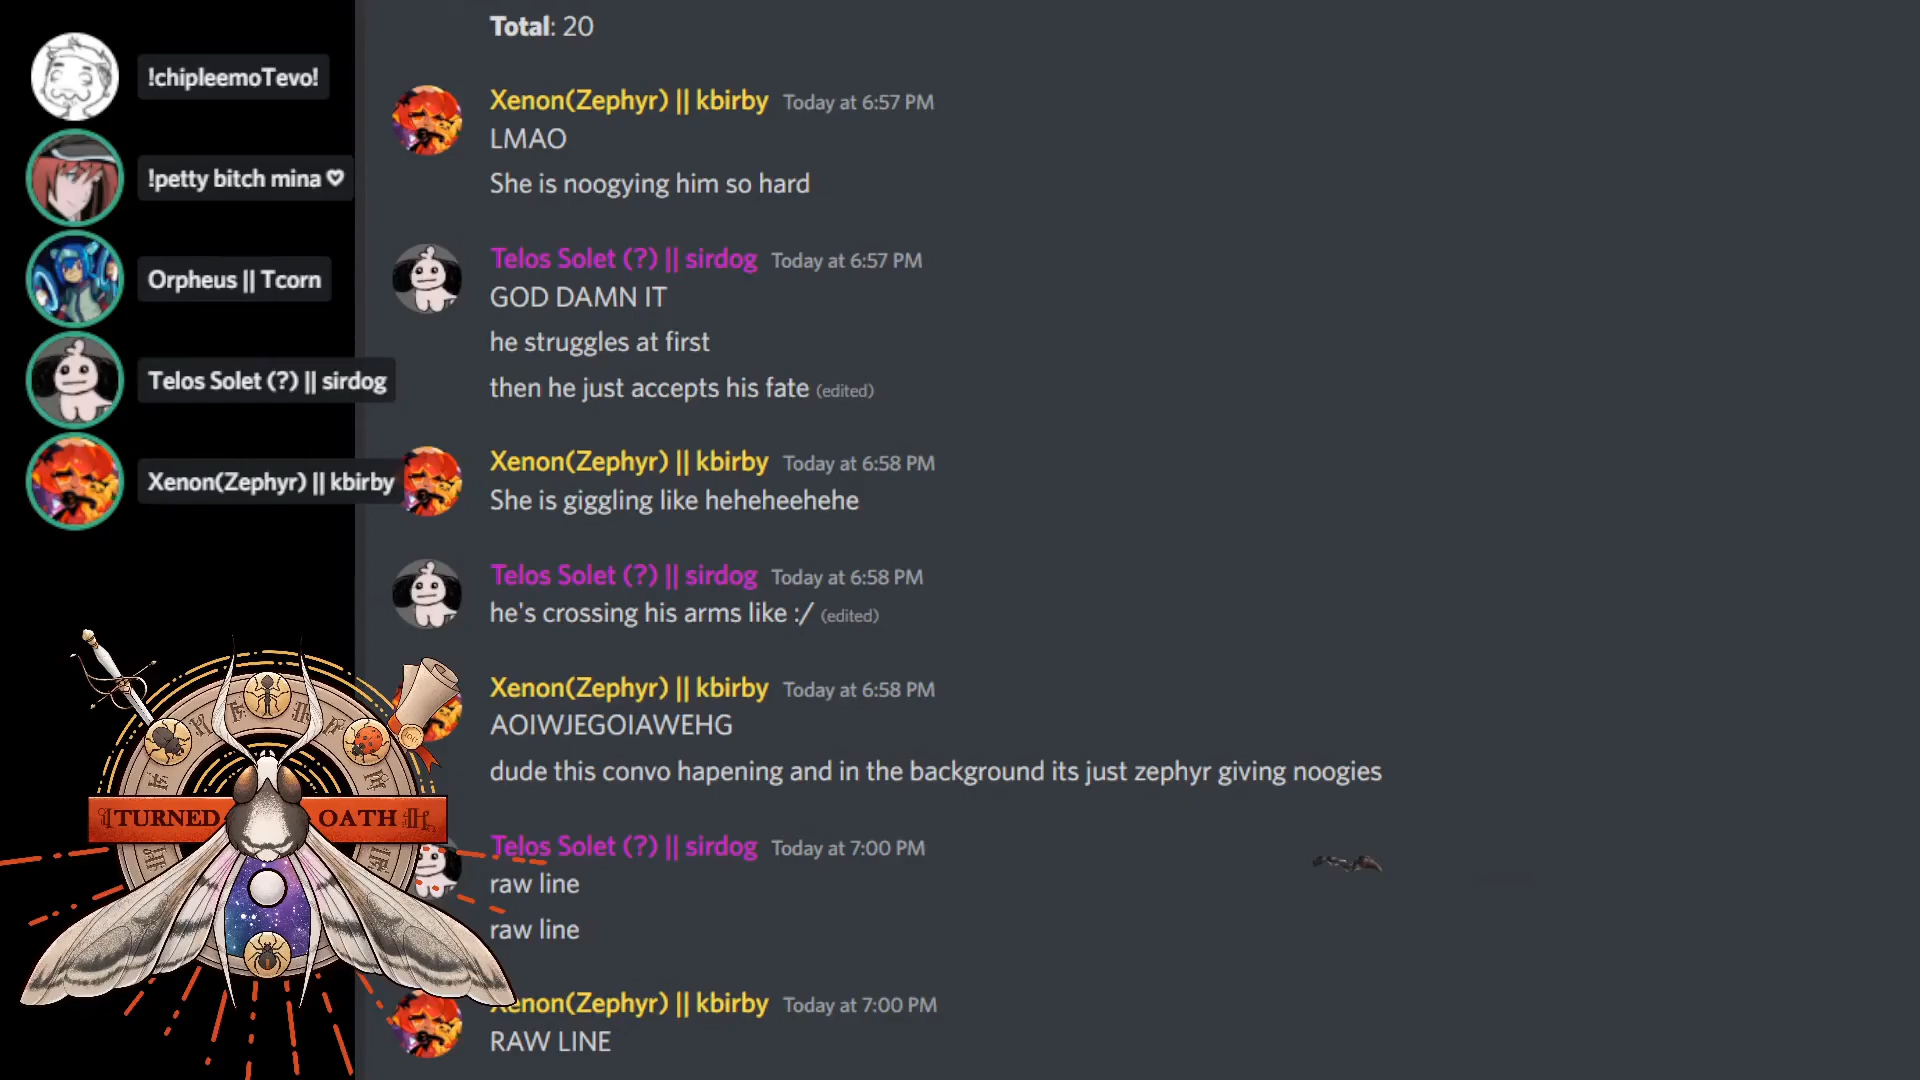 !chipleemoTevo!
!petty bitch mina ♡
Orpheus || Tcorn
Telos Solet (?) || sirdog
Xenon(Zephyr) || kbirby
TURNED OATH
Total: 20
Xenon(Zephyr) || kbirby Today at 6:57 PM
LMAO
She is noogying him so hard
Telos Solet (?) || sirdog Today at 6:57 PM
GOD DAMN IT
he struggles at first
then he just accepts his fate (edited)
Xenon(Zephyr) || kbirby Today at 6:58 PM
She is giggling like heheheehehe
Telos Solet (?) || sirdog Today at 6:58 PM
he's crossing his arms like :/ (edited)
Xenon(Zephyr) || kbirby Today at 6:58 PM
AOIWJEGOIAWEHG
dude this convo hapening and in the background its just zephyr giving noogies
Telos Solet (?) || sirdog Today at 7:00 PM
raw line
raw line
Xenon(Zephyr) || kbirby Today at 7:00 PM
RAW LINE